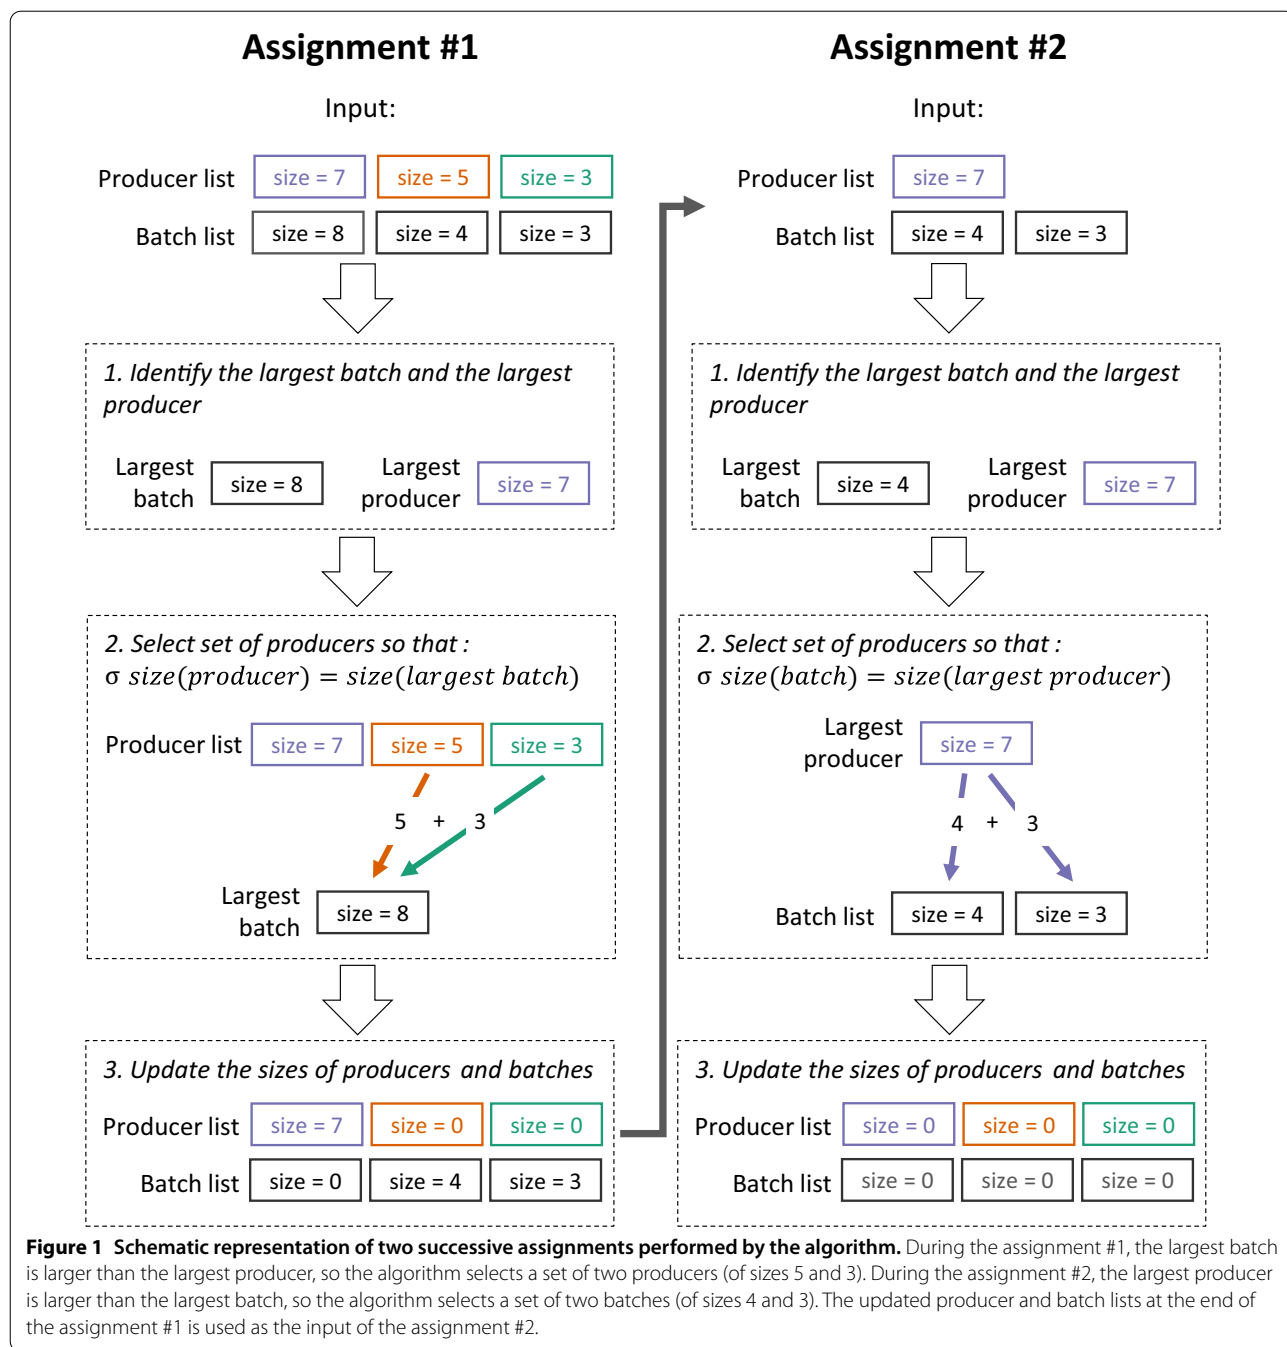 Assignment #1
Input:
Producer list size = 7 size = 5 size = 3
Batch list size = 8 size = 4 size = 3
1. Identify the largest batch and the largest
producer
Largest
batch size = 8
Largest
producer size = 7
2. Select set of producers so that :
σ size(producer) = size(largest batch)
Producer list size = 7 size = 5 size = 3
5 + 3
Largest
batch size = 8
3. Update the sizes of producers and batches
Producer list size = 7 size = 0 size = 0
Batch list size = 0 size = 4 size = 3
Assignment #2
Input:
Producer list size = 7
Batch list size = 4 size = 3
1. Identify the largest batch and the largest
producer
Largest
batch size = 4
Largest
producer size = 7
2. Select set of producers so that :
σ size(batch) = size(largest producer)
Largest
producer size = 7
4 + 3
Batch list size = 4 size = 3
3. Update the sizes of producers and batches
Producer list size = 0 size = 0 size = 0
Batch list size = 0 size = 0 size = 0
Figure 1 Schematic representation of two successive assignments performed by the algorithm. During the assignment #1, the largest batch
is larger than the largest producer, so the algorithm selects a set of two producers (of sizes 5 and 3). During the assignment #2, the largest producer
is larger than the largest batch, so the algorithm selects a set of two batches (of sizes 4 and 3). The updated producer and batch lists at the end of
the assignment #1 is used as the input of the assignment #2.